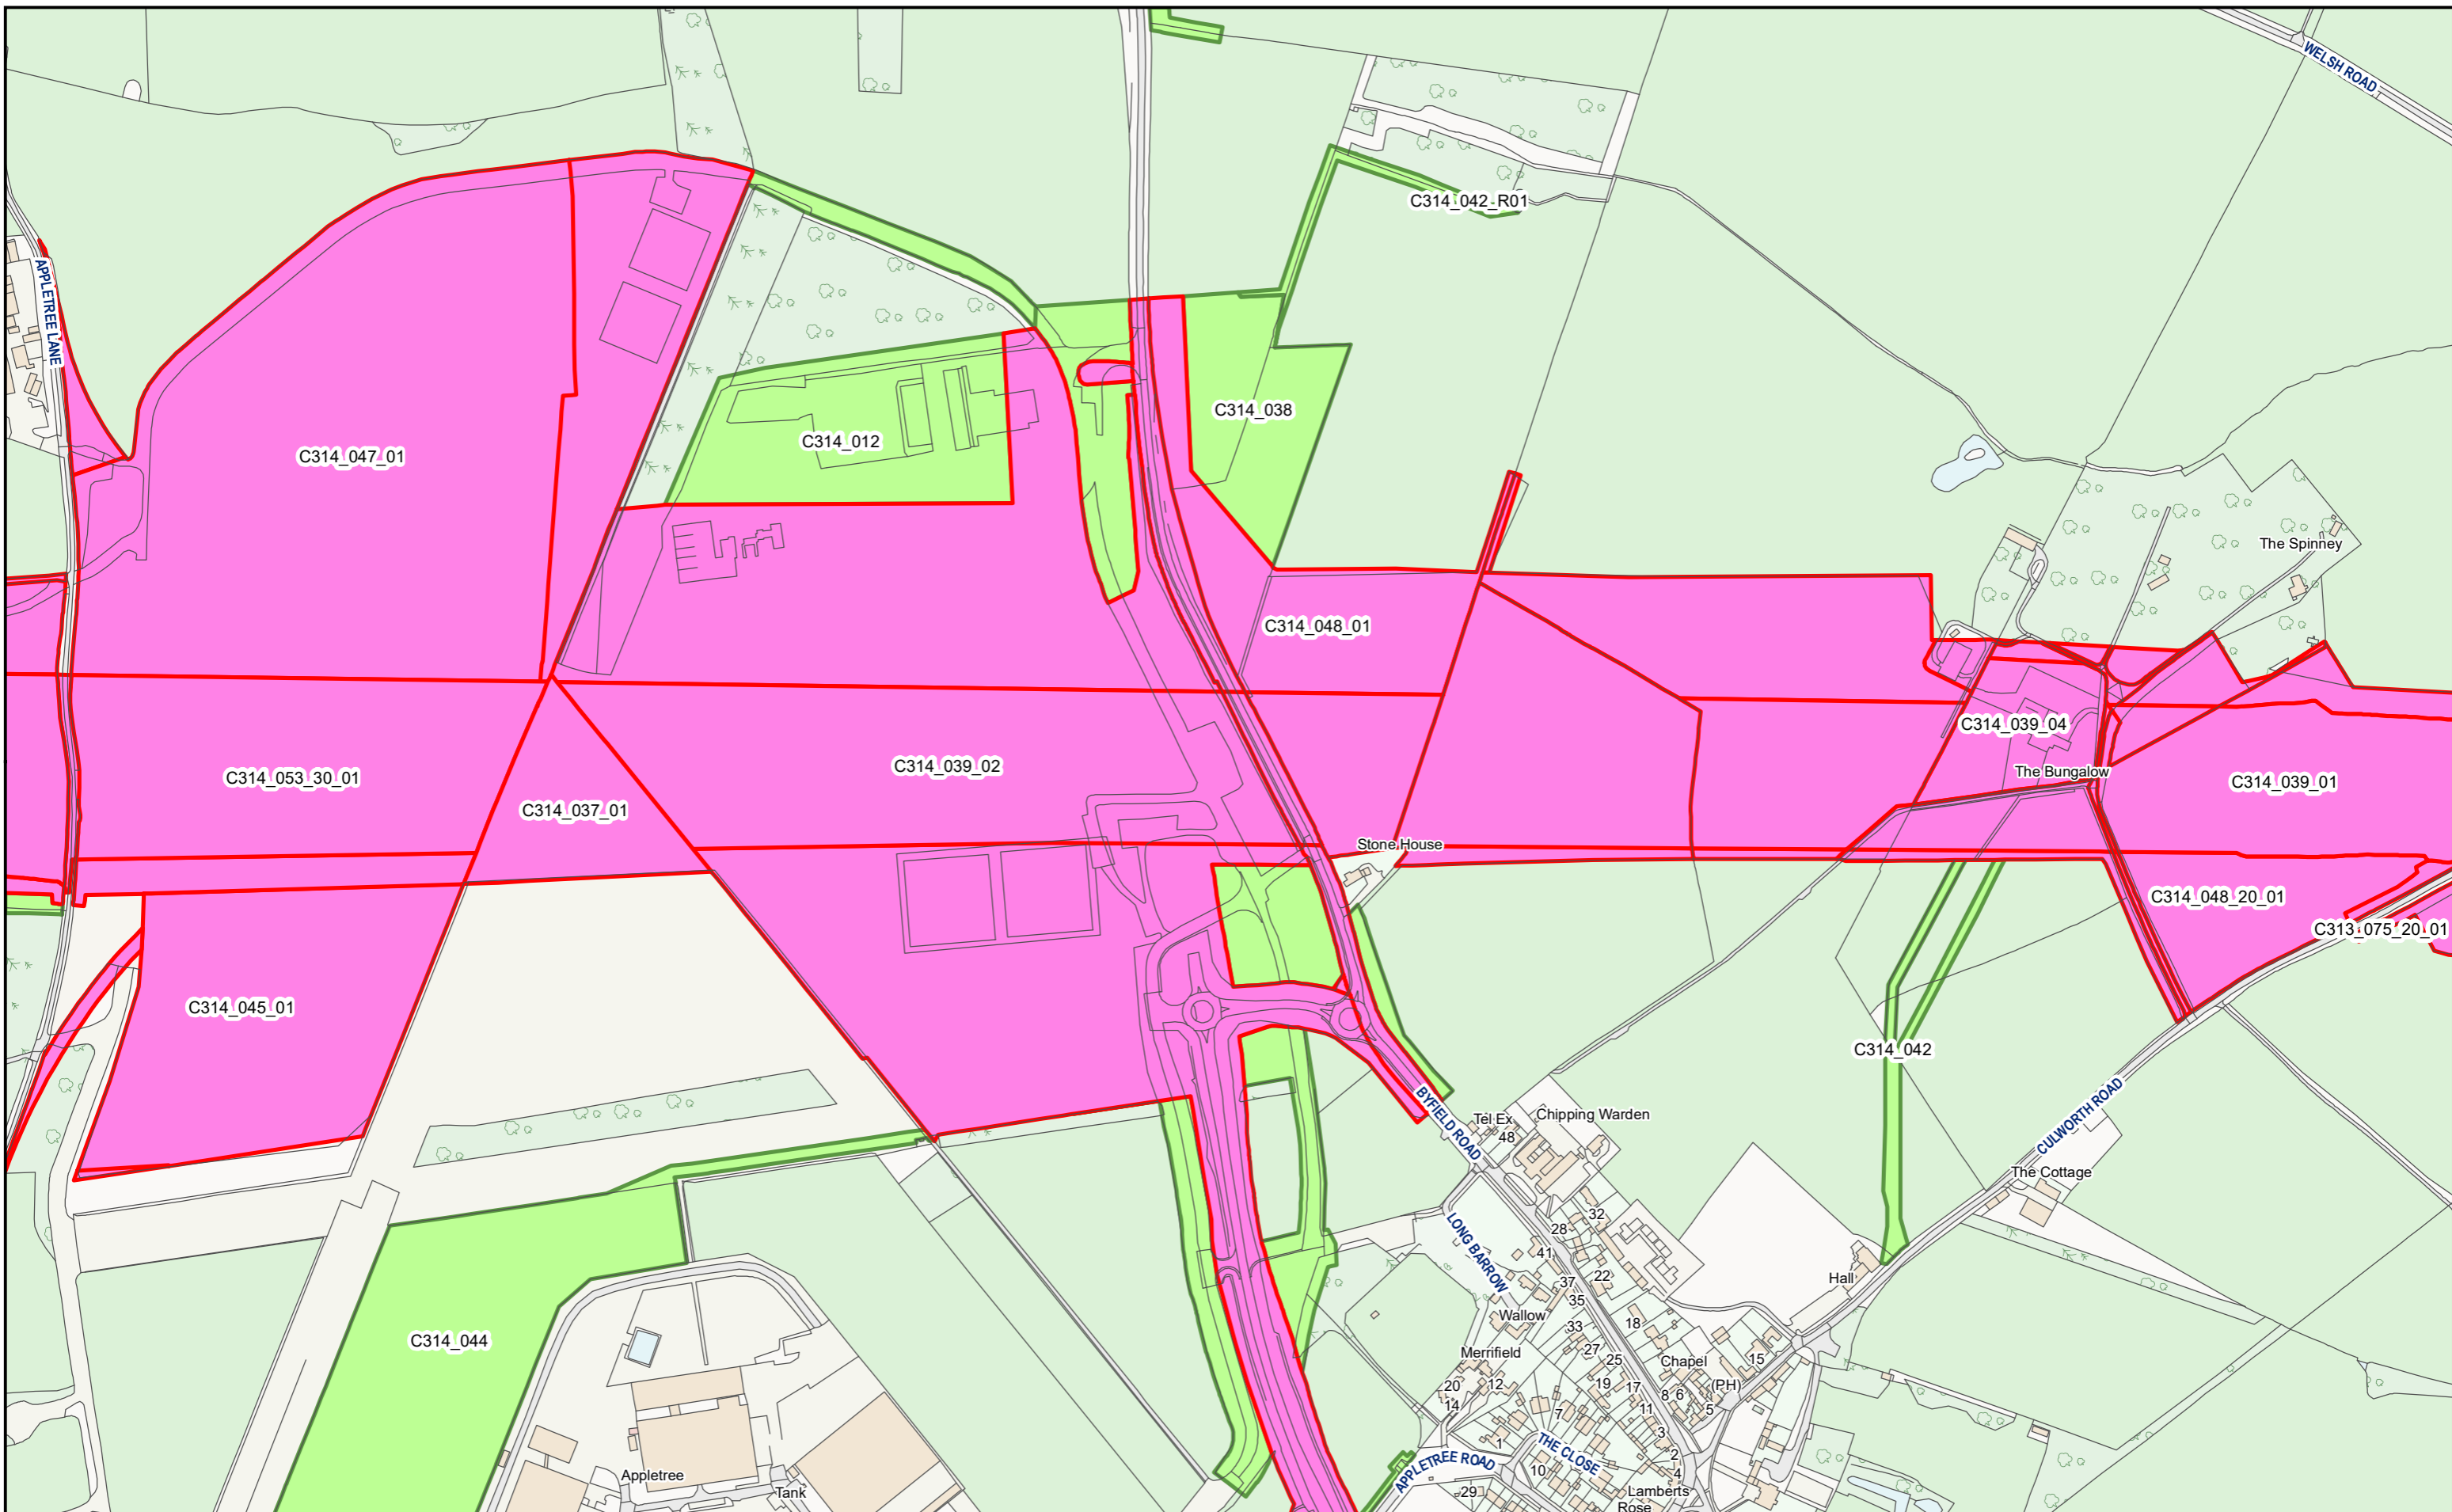 WELSH ROAD
C314_042_R01
APPLETREE LANE
C314_038
C314_012
C314_047_01
The Spinney
C314_048_01
C314_039_04
C314_039_02
The Bungalow
C314_053_30_01
C314_039_01
C314_037_01
Stone House
C314_048_20_01
C313_075_20_01
C314_045_01
C314_042
BYFIELD ROAD
Tel Ex
Chipping Warden
48
CULWORTH ROAD
The Cottage
LONG BARROW
32
28
41
Hall
22
37
35
Wallow
18
33
C314_044
27
Merrifield
25
Chapel
15
20
12
19
17
8
6
(PH)
14
7
11
5
3
1
THE CLOSE
2
APPLETREE ROAD
10
4
Appletree
Tank
29
Lamberts
Rose